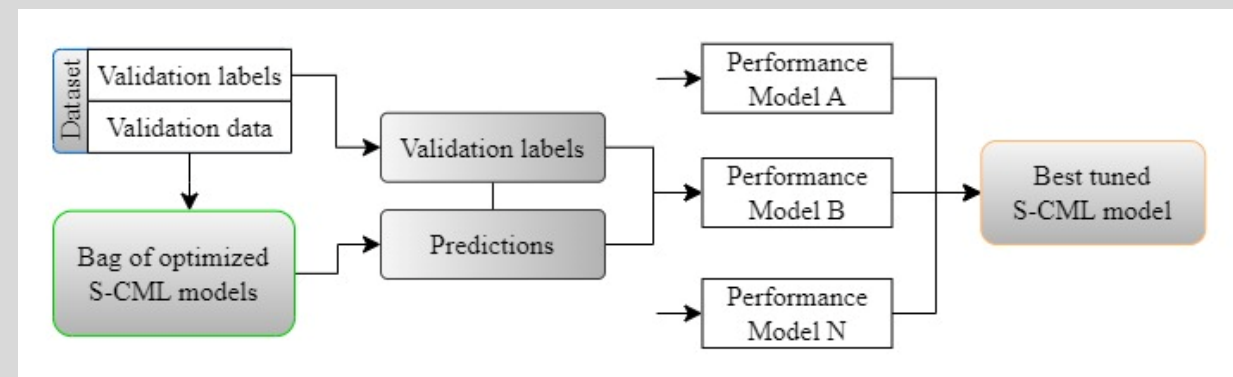 Dataset
Validation labels
Validation data
Bag of optimized
S-CML models
Validation labels
Predictions
Performance
Model A
Performance
Model B
Performance
Model N
Best tuned
S-CML model